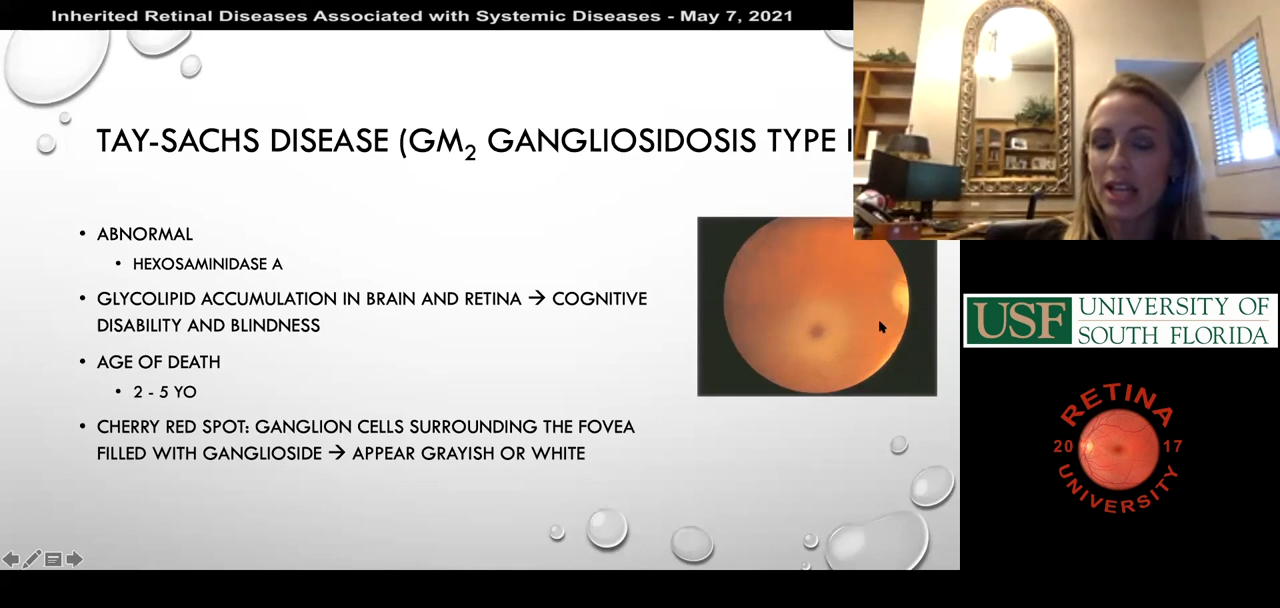 Inherited Retinal Diseases Associated with Systemic Diseases - May 7, 2021
TAY-SACHS DISEASE (GM2 GANGLIOSIDOSIS TYPE I
• ABNORMAL
• HEXOSAMINIDASE A
• GLYCOLIPID ACCUMULATION IN BRAIN AND RETINA → COGNITIVE
DISABILITY AND BLINDNESS
• AGE OF DEATH
• 2 - 5 YO
• CHERRY RED SPOT: GANGLION CELLS SURROUNDING THE FOVEA
FILLED WITH GANGLIOSIDE → APPEAR GRAYISH OR WHITE
USF UNIVERSITY OF
SOUTH FLORIDA
RETINA
20 17
UNIVERSITY